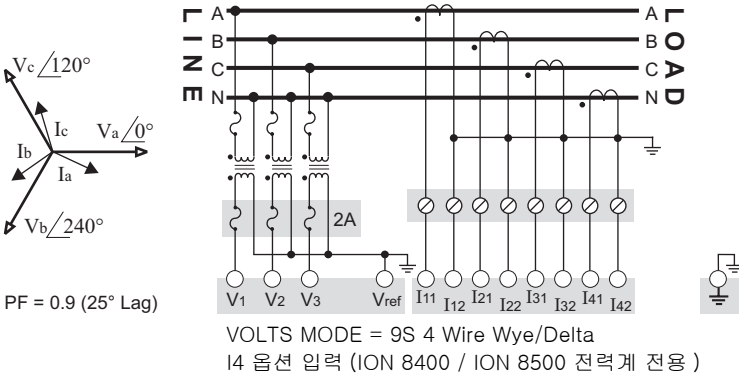 LINE
A
B
C
N
A
B
C
N
LOAD
Vc/120°
Va/0°
Vb/240°
Ic
Ib
Ia
2A
V1
V2
V3
Vref
I11
I12
I21
I22
I31
I32
I41
I42
PF = 0.9 (25° Lag)
VOLTS MODE = 9S 4 Wire Wye/Delta
I4 옵션 입력 (ION 8400 / ION 8500 전력계 전용 )